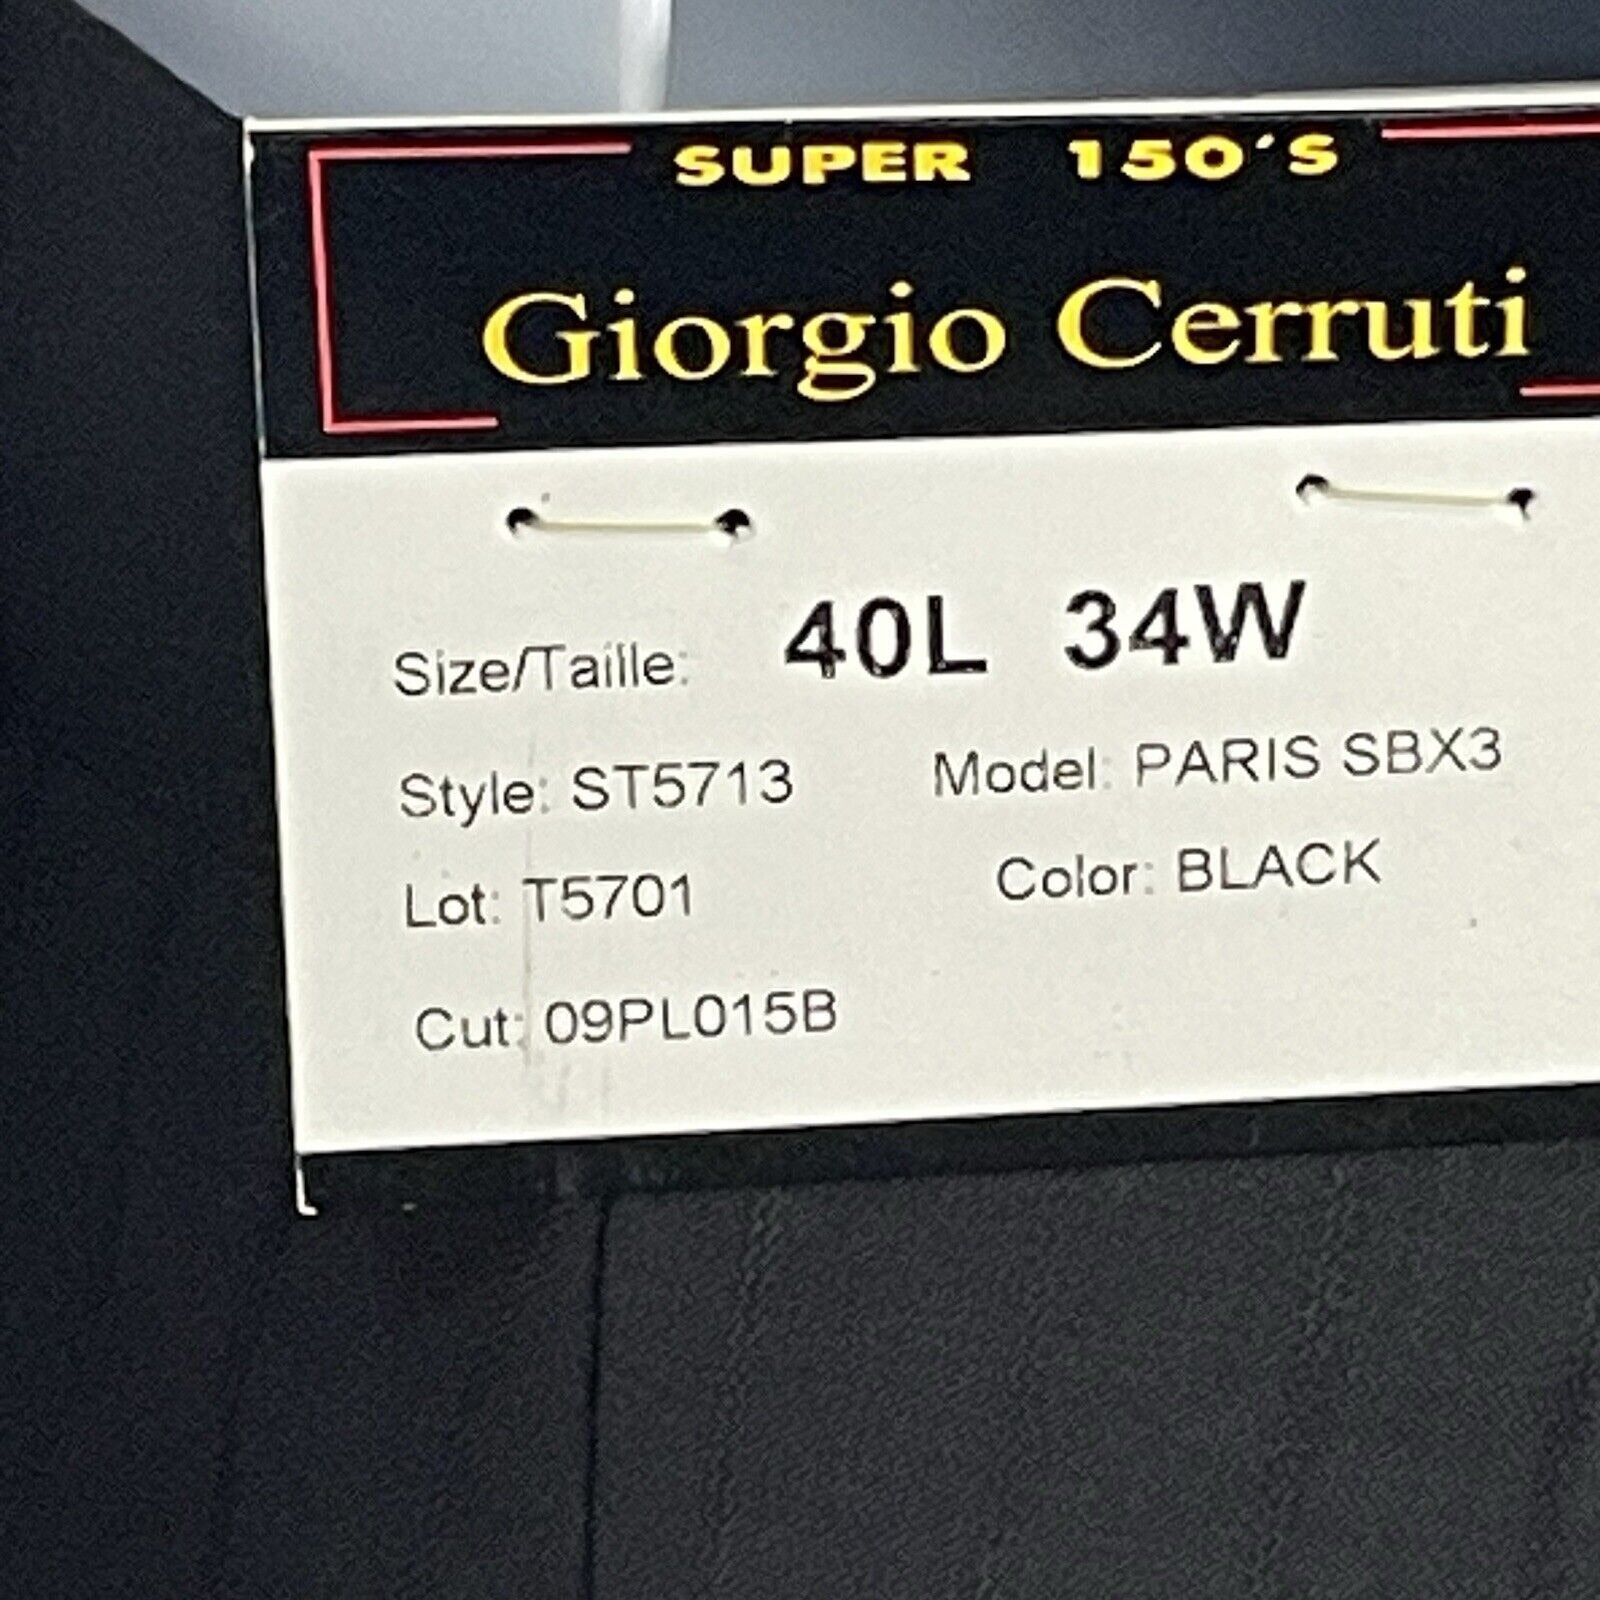 SUPER 150'S
Giorgio Cerruti
Size/Taille: 40L 34W
Style: ST5713 Model: PARIS SBX3
Lot: T5701 Color: BLACK
Cut: 09PL015B